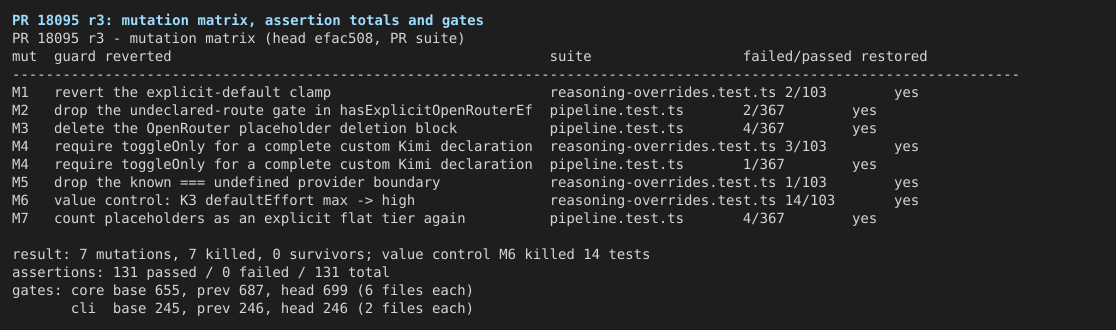 PR 18095 r3: mutation matrix, assertion totals and gates
PR 18095 r3 - mutation matrix (head efac508, PR suite)
mut  guard reverted                                                suite                   failed/passed restored
---------------------------------------------------------------------------------------------------------------------------
M1   revert the explicit-default clamp                             reasoning-overrides.test.ts 2/103        yes
M2   drop the undeclared-route gate in hasExplicitOpenRouterEf  pipeline.test.ts       2/367        yes
M3   delete the OpenRouter placeholder deletion block           pipeline.test.ts       4/367        yes
M4   require toggleOnly for a complete custom Kimi declaration  reasoning-overrides.test.ts 3/103        yes
M4   require toggleOnly for a complete custom Kimi declaration  pipeline.test.ts       1/367        yes
M5   drop the known === undefined provider boundary             reasoning-overrides.test.ts 1/103        yes
M6   value control: K3 defaultEffort max -> high                reasoning-overrides.test.ts 14/103       yes
M7   count placeholders as an explicit flat tier again          pipeline.test.ts       4/367        yes
result: 7 mutations, 7 killed, 0 survivors; value control M6 killed 14 tests
assertions: 131 passed / 0 failed / 131 total
gates: core base 655, prev 687, head 699 (6 files each)
       cli  base 245, prev 246, head 246 (2 files each)